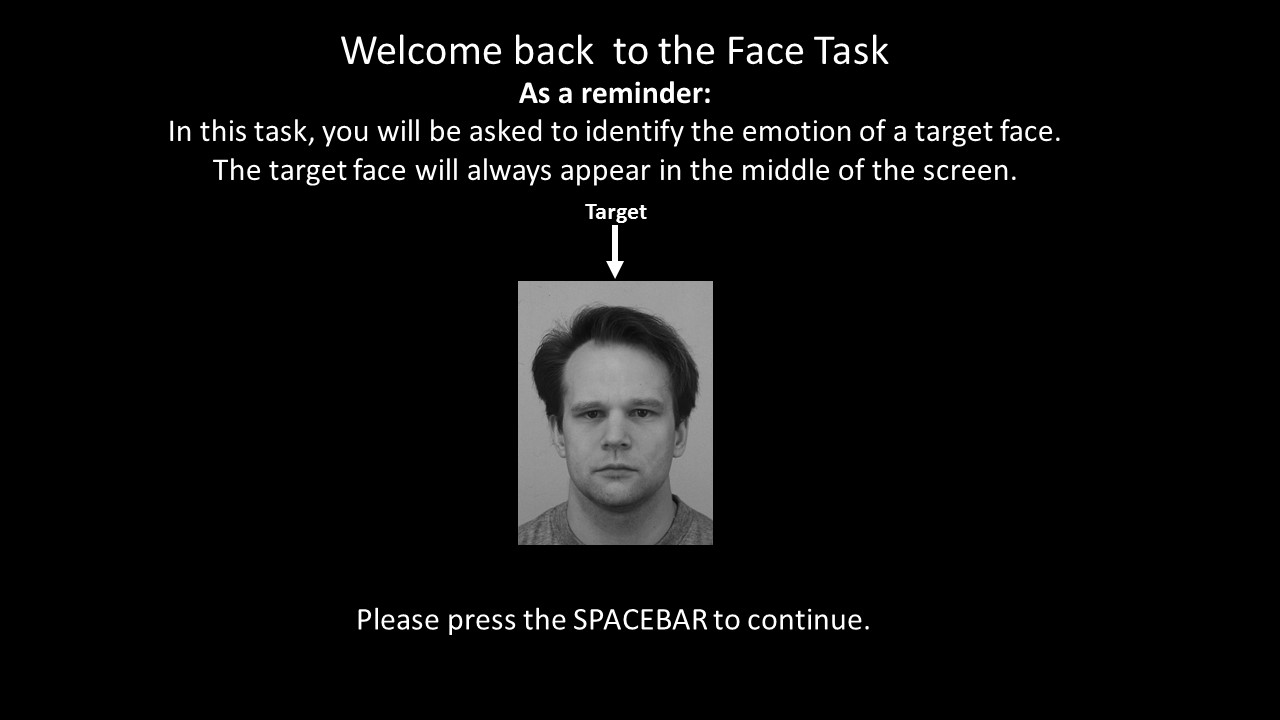 Welcome back  to the Face Task
As a reminder:
In this task, you will be asked to identify the emotion of a target face.
The target face will always appear in the middle of the screen.
Target
Please press the SPACEBAR to continue.